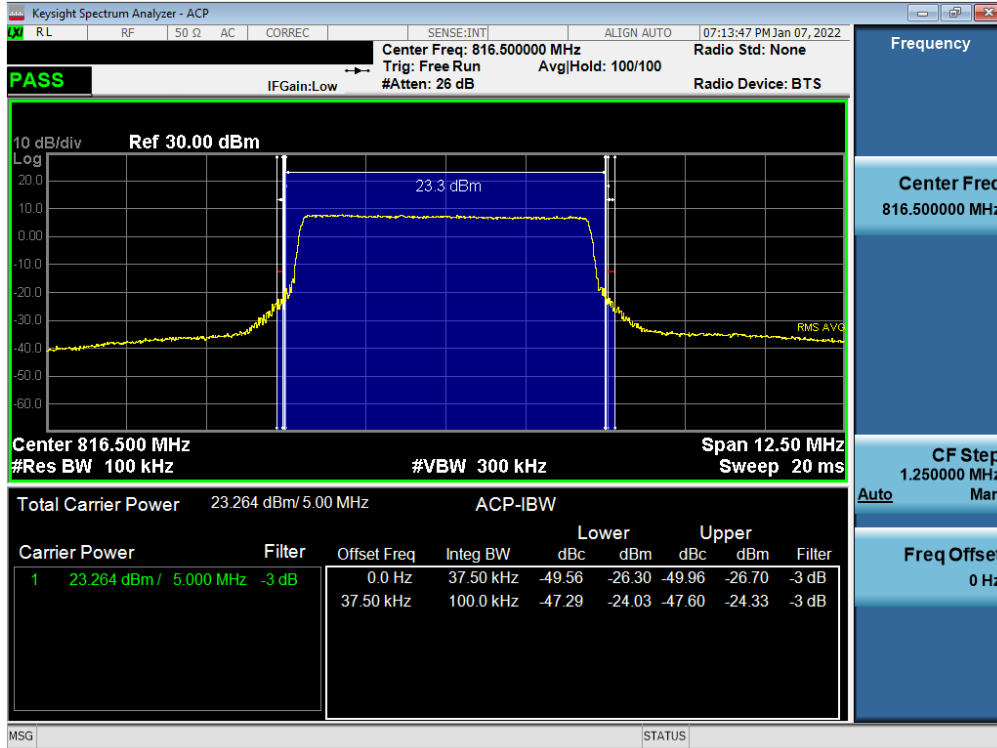 Keysight Spectrum Analyzer - ACP
LXI RL RF 50 Ω AC CORREC SENSE:INT ALIGN AUTO 07:13:47 PM Jan 07, 2022
Center Freq: 816.500000 MHz Radio Std: None
Trig: Free Run Avg|Hold: 100/100
PASS IFGain:Low #Atten: 26 dB Radio Device: BTS
10 dB/div Ref 30.00 dBm
Log
20.0
23.3 dBm
10.0
0.00
-10.0
-20.0
-30.0
RMS AVG
-40.0
-50.0
-60.0
Center 816.500 MHz Span 12.50 MHz
#Res BW 100 kHz #VBW 300 kHz Sweep 20 ms
Total Carrier Power 23.264 dBm/ 5.00 MHz ACP-IBW
Lower Upper
Carrier Power Filter Offset Freq Integ BW dBc dBm dBc dBm Filter
1 23.264 dBm / 5.000 MHz -3 dB 0.0 Hz 37.50 kHz -49.56 -26.30 -49.96 -26.70 -3 dB
37.50 kHz 100.0 kHz -47.29 -24.03 -47.60 -24.33 -3 dB
MSG STATUS
Frequency
Center Freq
816.500000 MHz
CF Step
1.250000 MHz
Auto Man
Freq Offset
0 Hz